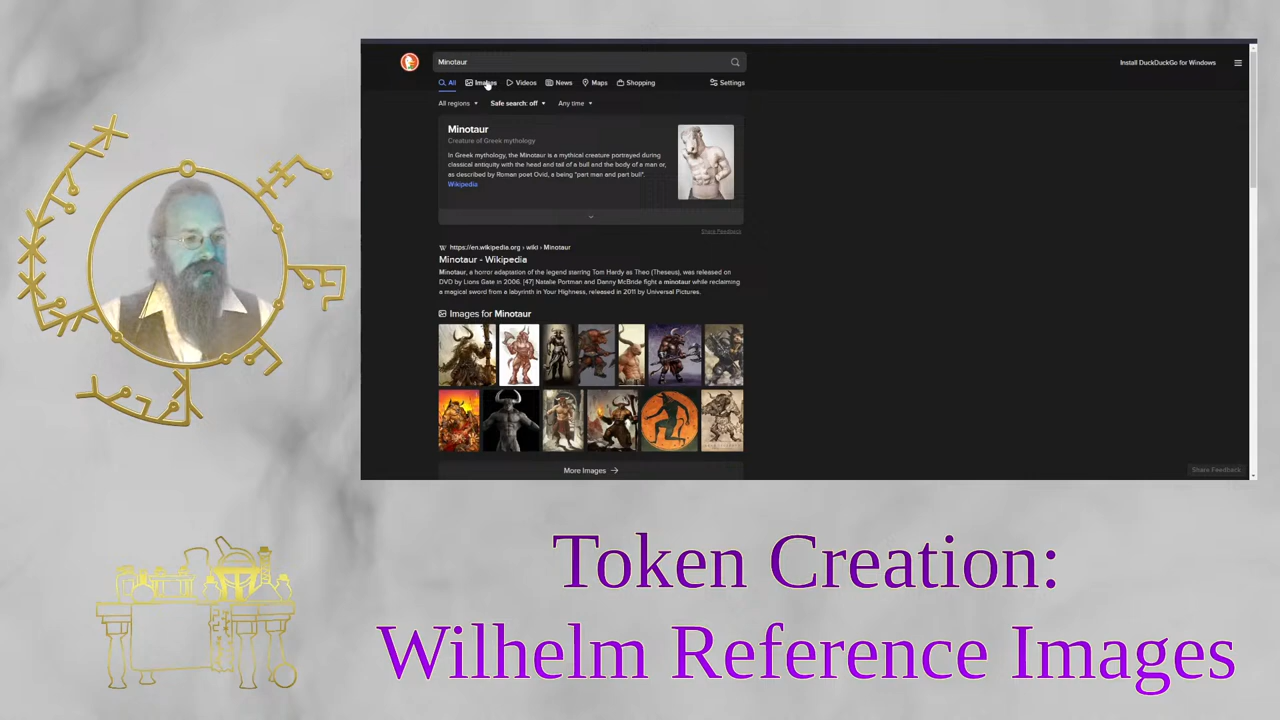 Minotaur
Install DuckDuckGo for Windows
All Images Videos News Maps Shopping Settings
All regions Safe search: off Any time
Minotaur
Creature of Greek mythology
In Greek mythology, the Minotaur is a mythical creature portrayed during
classical antiquity with the head and tail of a bull and the body of a man or,
as described by Roman poet Ovid, a being "part man and part bull".
Wikipedia
Share Feedback
W https://en.wikipedia.org › wiki › Minotaur
Minotaur - Wikipedia
Minotaur, a horror adaptation of the legend starring Tom Hardy as Theo (Theseus), was released on
DVD by Lions Gate in 2006. [47] Natalie Portman and Danny McBride fight a minotaur while reclaiming
a magical sword from a labyrinth in Your Highness, released in 2011 by Universal Pictures.
Images for Minotaur
More Images →
Share Feedback
Token Creation:
Wilhelm Reference Images